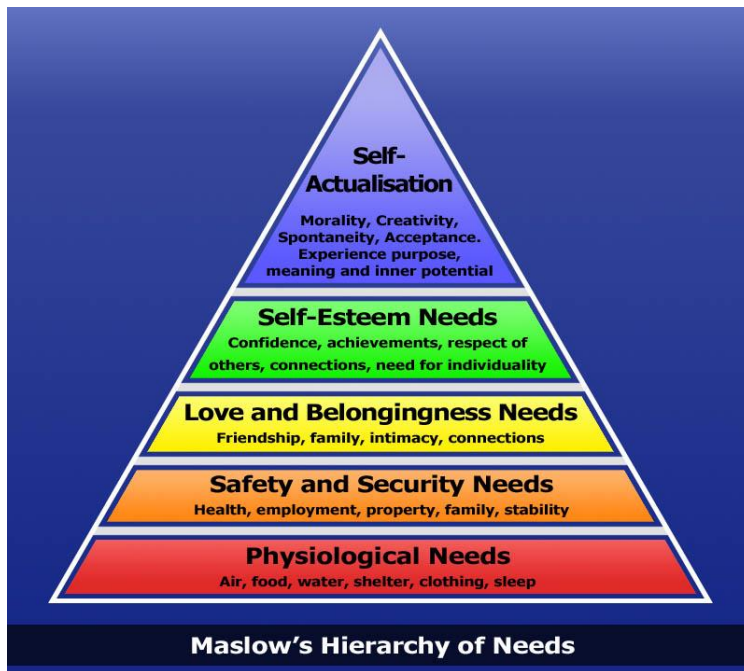 Self-
Actualisation
Morality, Creativity,
Spontaneity, Acceptance.
Experience purpose,
meaning and inner potential
Self-Esteem Needs
Confidence, achievements, respect of
others, connections, need for individuality
Love and Belongingness Needs
Friendship, family, intimacy, connections
Safety and Security Needs
Health, employment, property, family, stability
Physiological Needs
Air, food, water, shelter, clothing, sleep
Maslow's Hierarchy of Needs